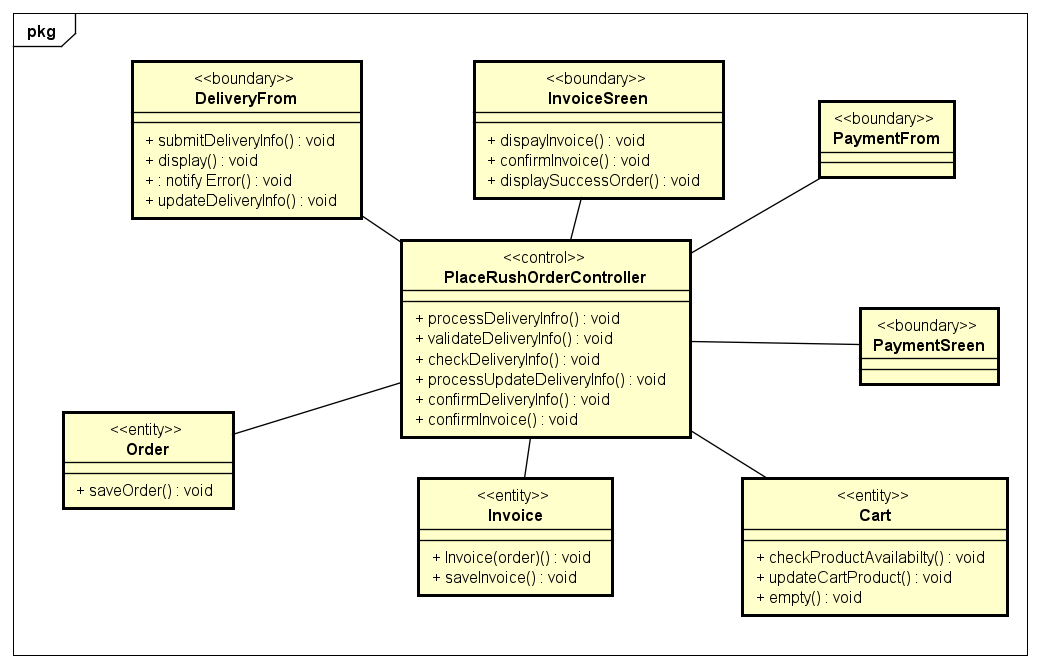 pkg
<<boundary>>
DeliveryFrom
+ submitDeliveryInfo() : void
+ display() : void
+ : notify Error() : void
+ updateDeliveryInfo() : void
<<boundary>>
InvoiceSreen
+ dispayInvoice() : void
+ confirmInvoice() : void
+ displaySuccessOrder() : void
<<boundary>>
PaymentFrom
<<control>>
PlaceRushOrderController
+ processDeliveryInfro() : void
+ validateDeliveryInfo() : void
+ checkDeliveryInfo() : void
+ processUpdateDeliveryInfo() : void
+ confirmDeliveryInfo() : void
+ confirmInvoice() : void
<<boundary>>
PaymentSreen
<<entity>>
Order
+ saveOrder() : void
<<entity>>
Invoice
+ Invoice(order)() : void
+ saveInvoice() : void
<<entity>>
Cart
+ checkProductAvailabilty() : void
+ updateCartProduct() : void
+ empty() : void